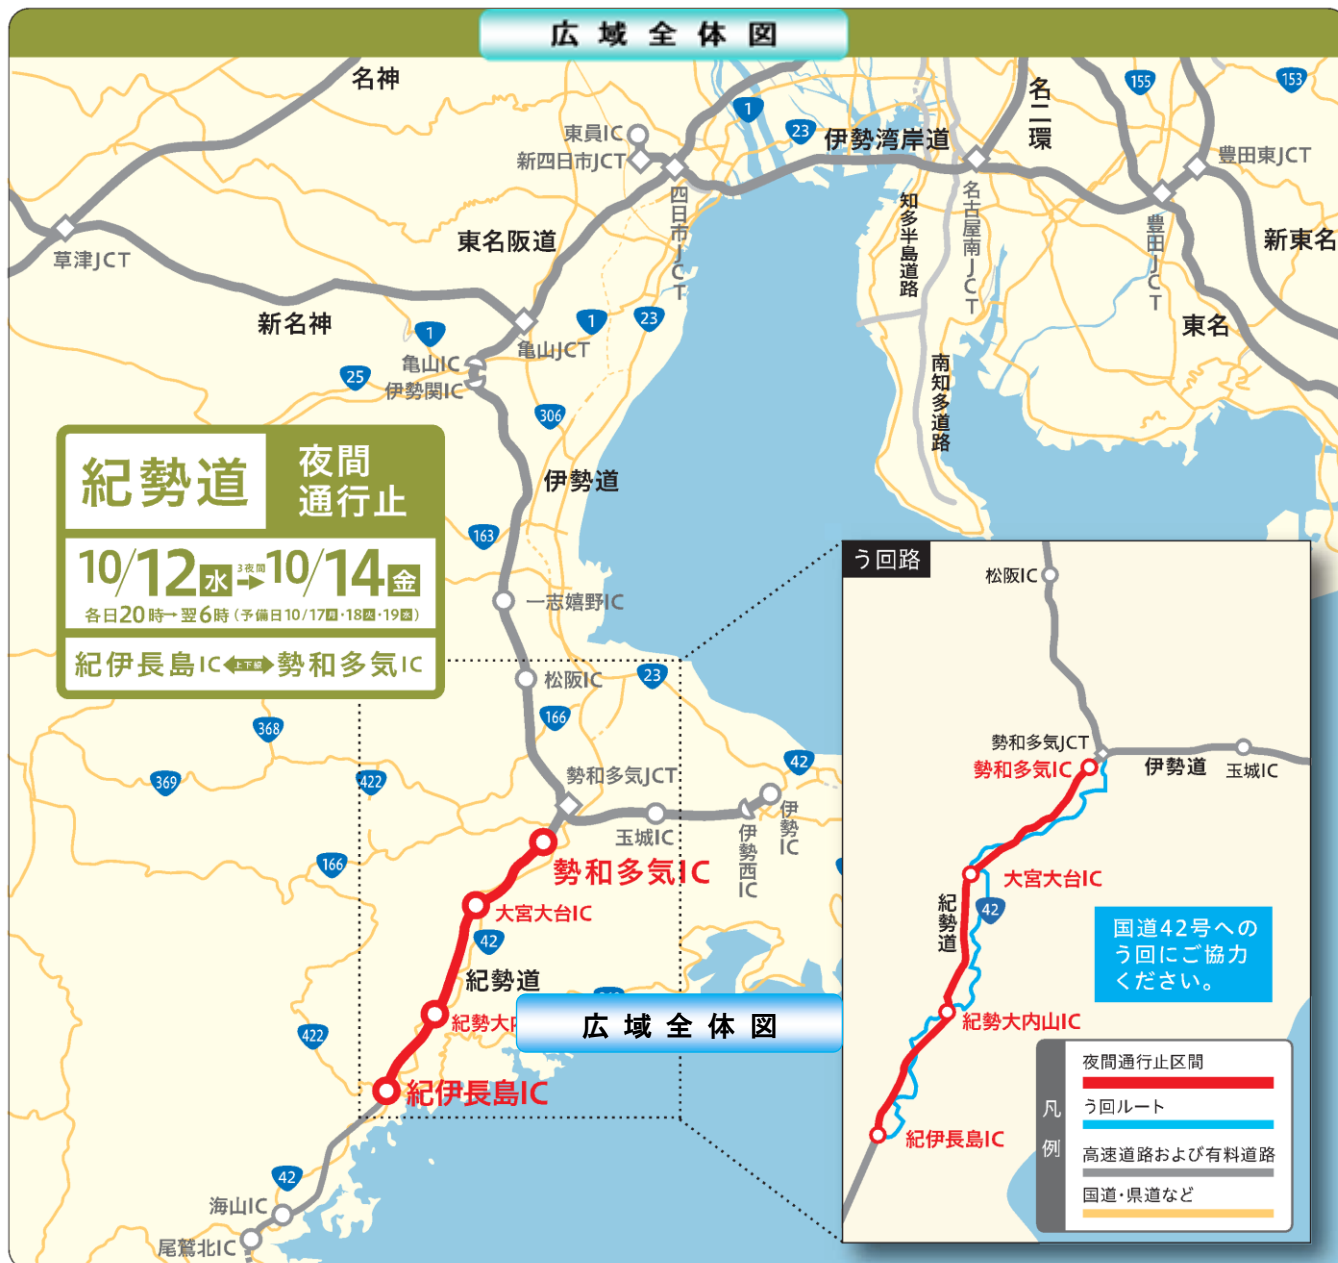 広域全体図
名神
東員IC
新四日市JCT
1
23
伊勢湾岸道
名二環
155
153
豊田東JCT
草津JCT
東名阪道
四日市JCT
知多半島道路
名古屋南JCT
豊田JCT
新東名
新名神
1
亀山JCT
1
23
東名
亀山IC
伊勢関IC
25
306
南知多道路
紀勢道
夜間
通行止
伊勢道
163
10/12水 3夜間 → 10/14金
各日20時→翌6時(予備日10/17月・18火・19水)
紀伊長島IC 上下線 勢和多気IC
一志嬉野IC
松阪IC
23
166
368
369
422
勢和多気JCT
42
玉城IC
伊勢西IC
伊勢IC
勢和多気IC
166
大宮大台IC
42
紀勢道
紀勢大内
広域全体図
422
紀伊長島IC
42
海山IC
尾鷲北IC
う回路
松阪IC
勢和多気JCT
勢和多気IC
伊勢道
玉城IC
大宮大台IC
紀勢道
42
国道42号への
う回にご協力
ください。
紀勢大内山IC
紀伊長島IC
凡例
夜間通行止区間
う回ルート
高速道路および有料道路
国道・県道など